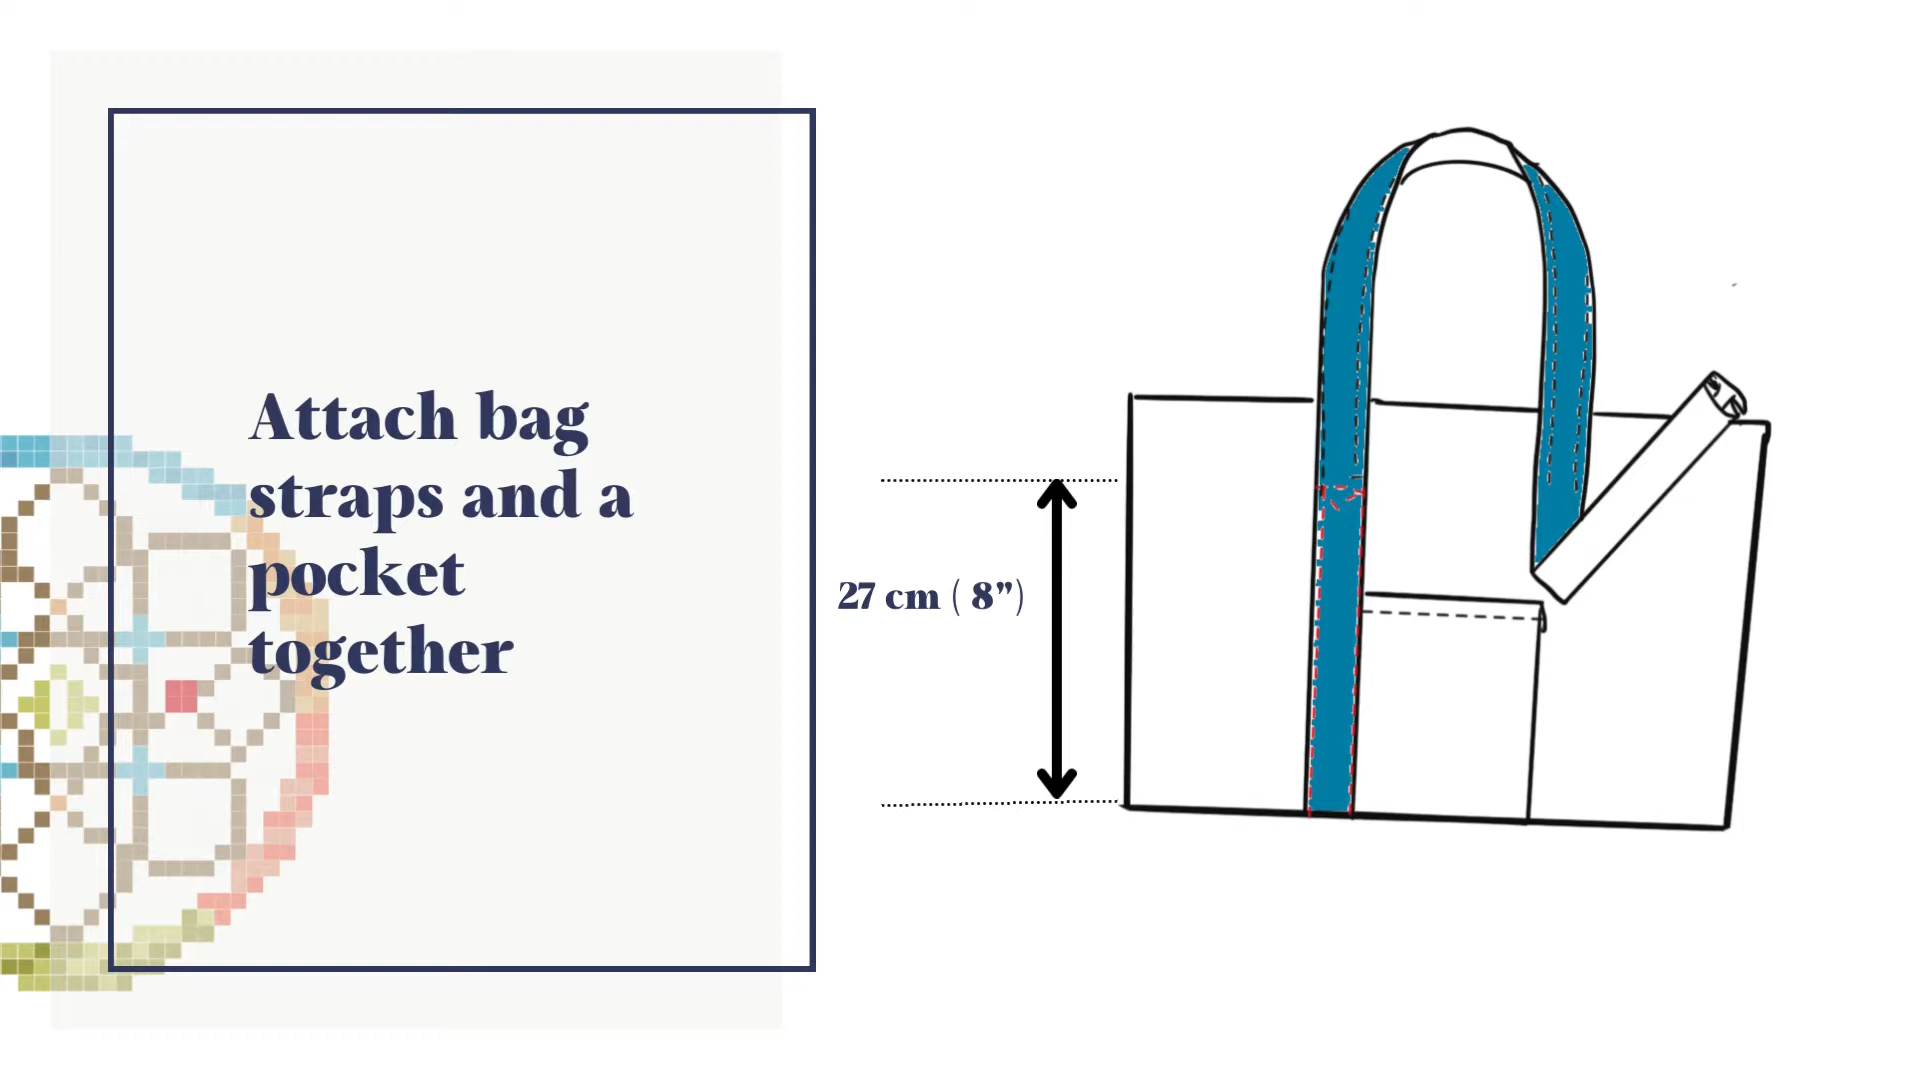 Attach bag
straps and a
pocket
together
27 cm ( 8")